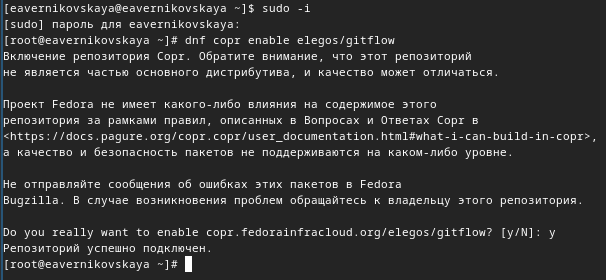 [eavernikovskaya@eavernikovskaya ~]$ sudo -i
[sudo] пароль для eavernikovskaya:
[root@eavernikovskaya ~]# dnf copr enable elegos/gitflow
Включение репозитория Copr. Обратите внимание, что этот репозиторий
не является частью основного дистрибутива, и качество может отличаться.

Проект Fedora не имеет какого-либо влияния на содержимое этого
репозитория за рамками правил, описанных в Вопросах и Ответах Copr в
<https://docs.pagure.org/copr.copr/user_documentation.html#what-i-can-build-in-copr>,
а качество и безопасность пакетов не поддерживаются на каком-либо уровне.

Не отправляйте сообщения об ошибках этих пакетов в Fedora
Bugzilla. В случае возникновения проблем обращайтесь к владельцу этого репозитория.

Do you really want to enable copr.fedorainfracloud.org/elegos/gitflow? [y/N]: y
Репозиторий успешно подключен.
[root@eavernikovskaya ~]#